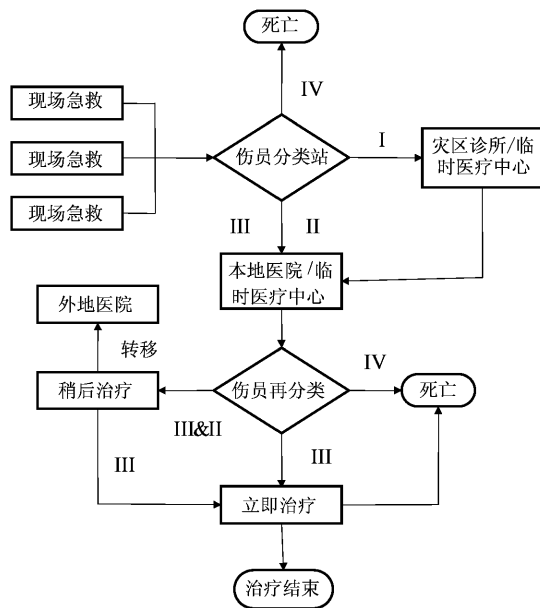 死亡
IV
现场急救
现场急救
现场急救
伤员分类站
I
灾区诊所/临
时医疗中心
III
II
本地医院/临
时医疗中心
外地医院
转移
稍后治疗
伤员再分类
IV
死亡
III&II
III
III
立即治疗
治疗结束